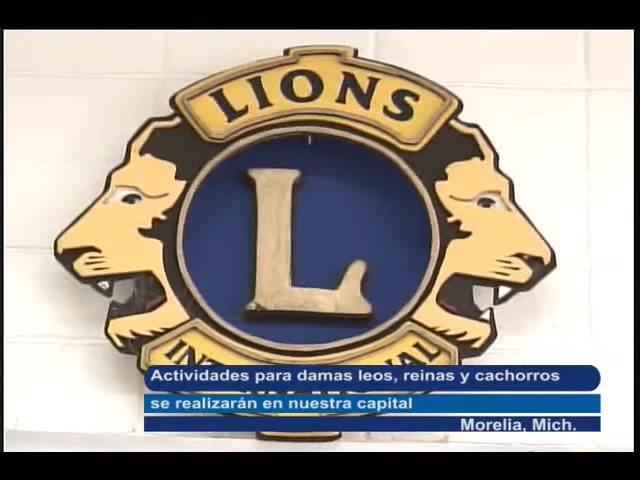 LIONS
L
Actividades para damas leos, reinas y cachorros
se realizarán en nuestra capital
Morelia, Mich.